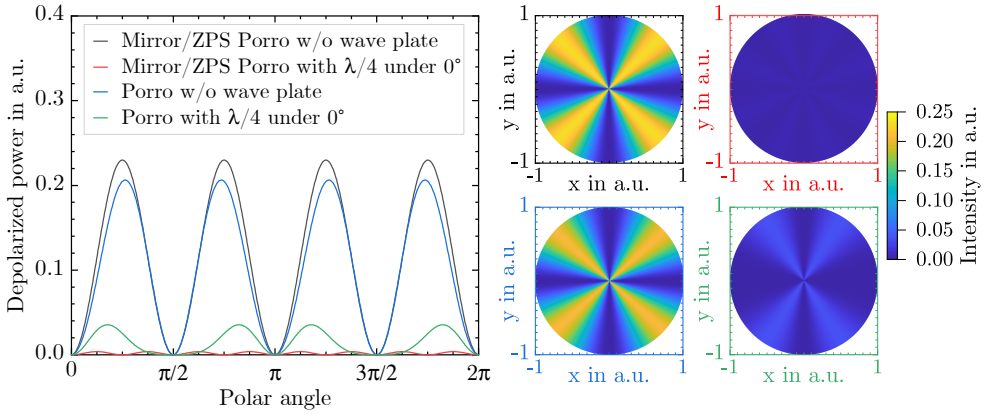 0.4
0.3
0.2
0.1
0.0
Depolarized power in a.u.
Mirror/ZPS Porro w/o wave plate
Mirror/ZPS Porro with λ/4 under 0°
Porro w/o wave plate
Porro with λ/4 under 0°
0 π/2 π 3π/2 2π
Polar angle
1
y in a.u.
-1
-1 1
x in a.u.
1
y in a.u.
-1
-1 1
x in a.u.
1
y in a.u.
-1
-1 1
x in a.u.
1
y in a.u.
-1
-1 1
x in a.u.
0.25
0.20
0.15
0.10
0.05
0.00
Intensity in a.u.